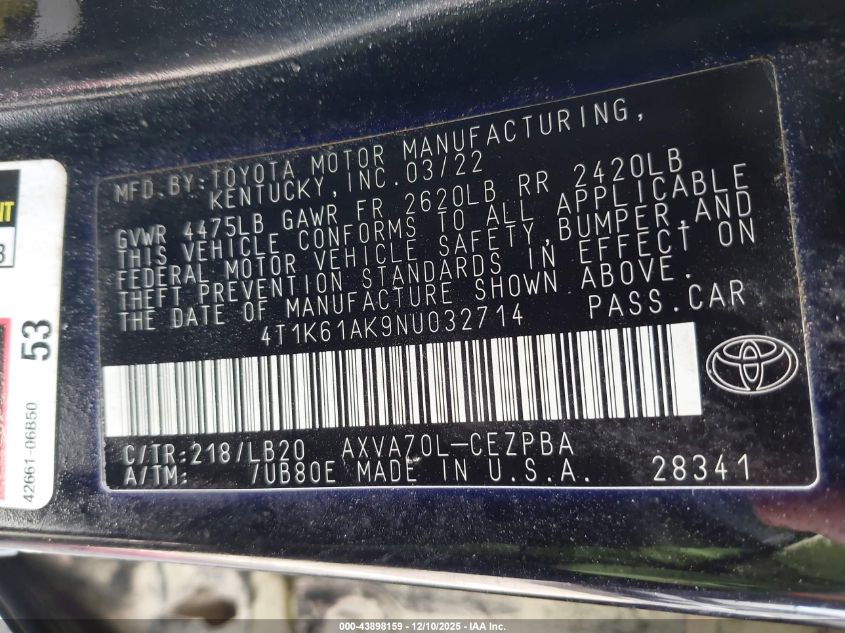 MFD.BY:TOYOTA MOTOR MANUFACTURING,
KENTUCKY,INC.03/22
GVWR 4475LB GAWR FR 2620LB RR 2420LB
THIS VEHICLE CONFORMS TO ALL APPLICABLE
FEDERAL MOTOR VEHICLE SAFETY,BUMPER,AND
THEFT PREVENTION STANDARDS IN EFFECT ON
THE DATE OF MANUFACTURE SHOWN ABOVE.
4T1K61AK9NU032714 PASS.CAR
C/TR:218/LB20 AXVA70L-CEZPBA
A/TM: 7UB80E MADE IN U.S.A. 28341
53
42661-06B50
000-43898159 - 12/10/2025 - IAA Inc.